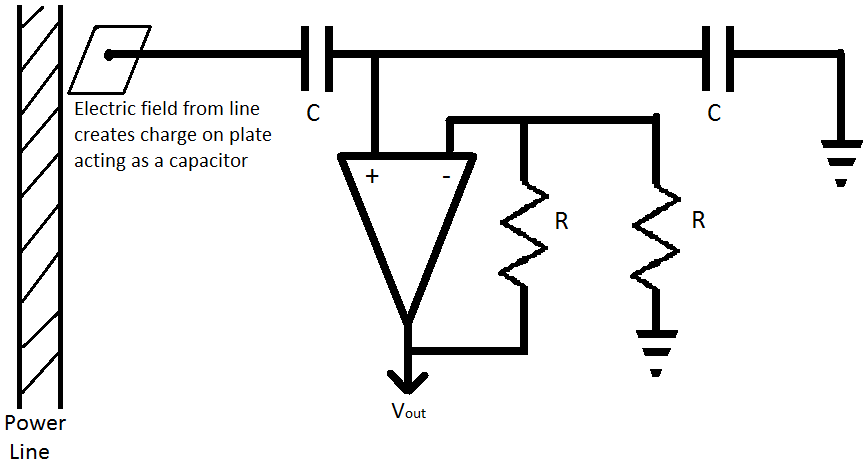 Electric field from line
creates charge on plate
acting as a capacitor
C
C
+
-
R
R
Vout
Power
Line